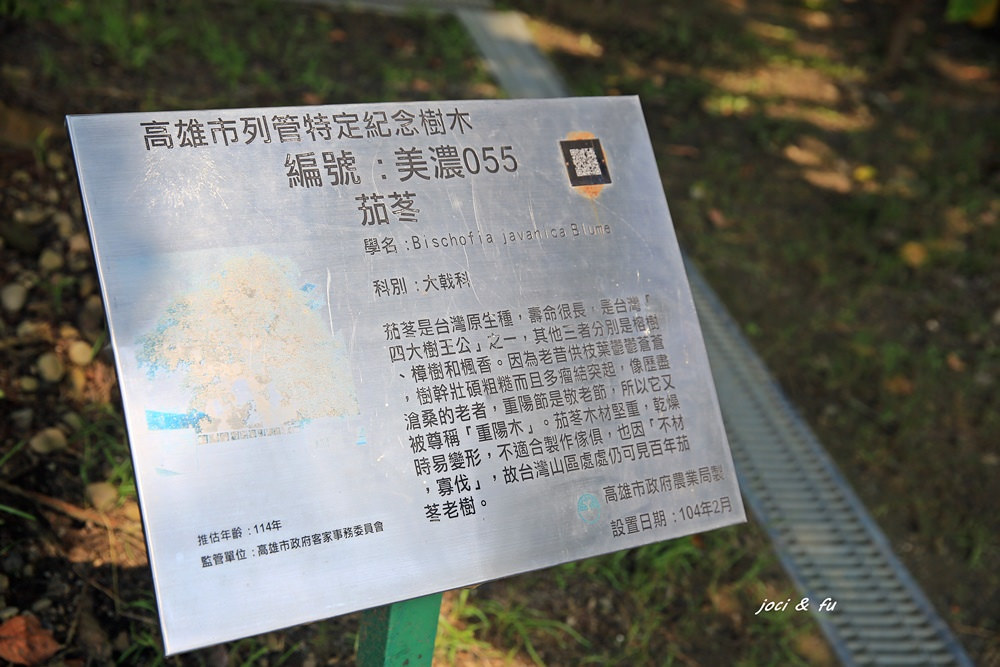 高雄市列管特定紀念樹木
編號：美濃055
茄苳
學名：Bischofia javanica Blume
科別：大戟科
茄苳是台灣原生種，壽命很長，是台灣「
四大樹王公」之一，其他三者分別是榕樹
、樟樹和楓香。因為老茄苳枝葉鬱鬱蒼蒼
，樹幹壯碩粗糙而且多瘤結突起，像歷盡
滄桑的老者，重陽節是敬老節，所以它又
被尊稱「重陽木」。茄苳木材堅重，乾燥
時易變形，不適合製作傢俱，也因「不材
，寡伐」，故台灣山區處處仍可見百年茄
苳老樹。
推估年齡：114年
監管單位：高雄市政府客家事務委員會
高雄市政府農業局製
設置日期：104年2月
joci & fu